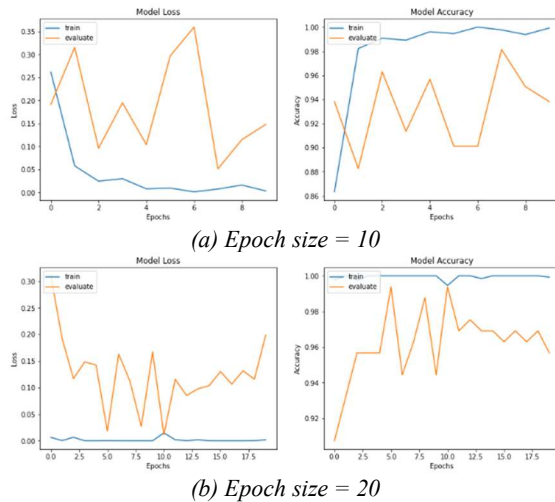 Model Loss
train
evaluate
0.35
0.30
0.25
0.20
0.15
0.10
0.05
0.00
Loss
0 2 4 6 8
Epochs
Model Accuracy
train
evaluate
1.00
0.98
0.96
0.94
0.92
0.90
0.88
0.86
Accuracy
0 2 4 6 8
Epochs
(a) Epoch size = 10
Model Loss
train
evaluate
0.30
0.25
0.20
0.15
0.10
0.05
0.00
Loss
0.0 2.5 5.0 7.5 10.0 12.5 15.0 17.5
Epochs
Model Accuracy
train
evaluate
1.00
0.98
0.96
0.94
0.92
Accuracy
0.0 2.5 5.0 7.5 10.0 12.5 15.0 17.5
Epochs
(b) Epoch size = 20